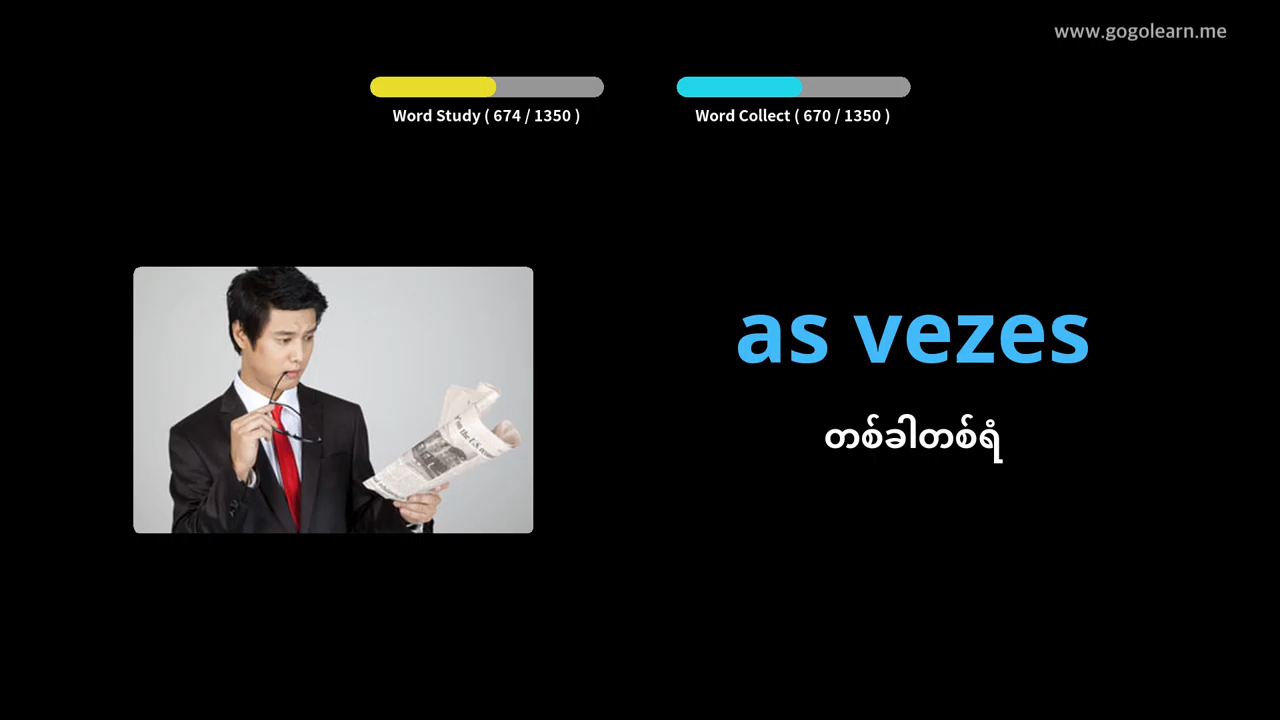 www.gogolearn.me
Word Study ( 674 / 1350 )
Word Collect ( 670 / 1350 )
as vezes
တစ်ခါတစ်ရံ